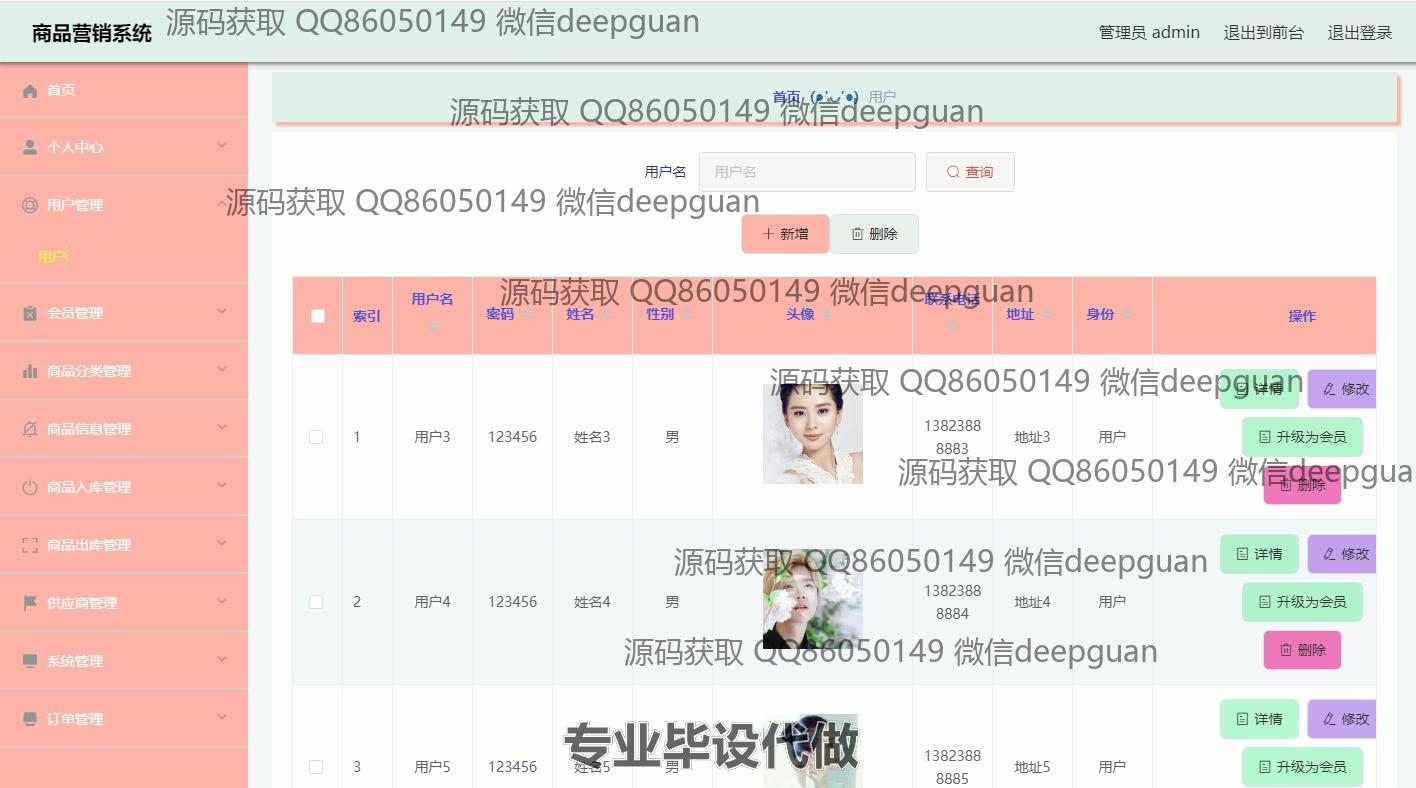 商品营销系统
源码获取 QQ86050149 微信deepguan
管理员 admin 退出到前台 退出登录
首页
个人中心
用户管理
用户
会员管理
商品分类管理
商品信息管理
商品入库管理
商品出库管理
供应商管理
系统管理
订单管理
首页 (●'◡'●) 用户
源码获取 QQ86050149 微信deepguan
用户名 用户名 查询
源码获取 QQ86050149 微信deepguan
新增 删除
源码获取 QQ86050149 微信deepguan
索引 用户名 密码 姓名 性别 头像 联系电话 地址 身份 操作
源码获取 QQ86050149 微信deepguan
详情 修改
1 用户3 123456 姓名3 男 13823888883 地址3 用户 升级为会员
源码获取 QQ86050149 微信deepgua
删除
详情 修改
源码获取 QQ86050149 微信deepguan
2 用户4 123456 姓名4 男 13823888884 地址4 用户 升级为会员
删除
源码获取 QQ86050149 微信deepguan
详情 修改
专业毕设代做
3 用户5 123456 姓名5 男 13823888885 地址5 用户 升级为会员